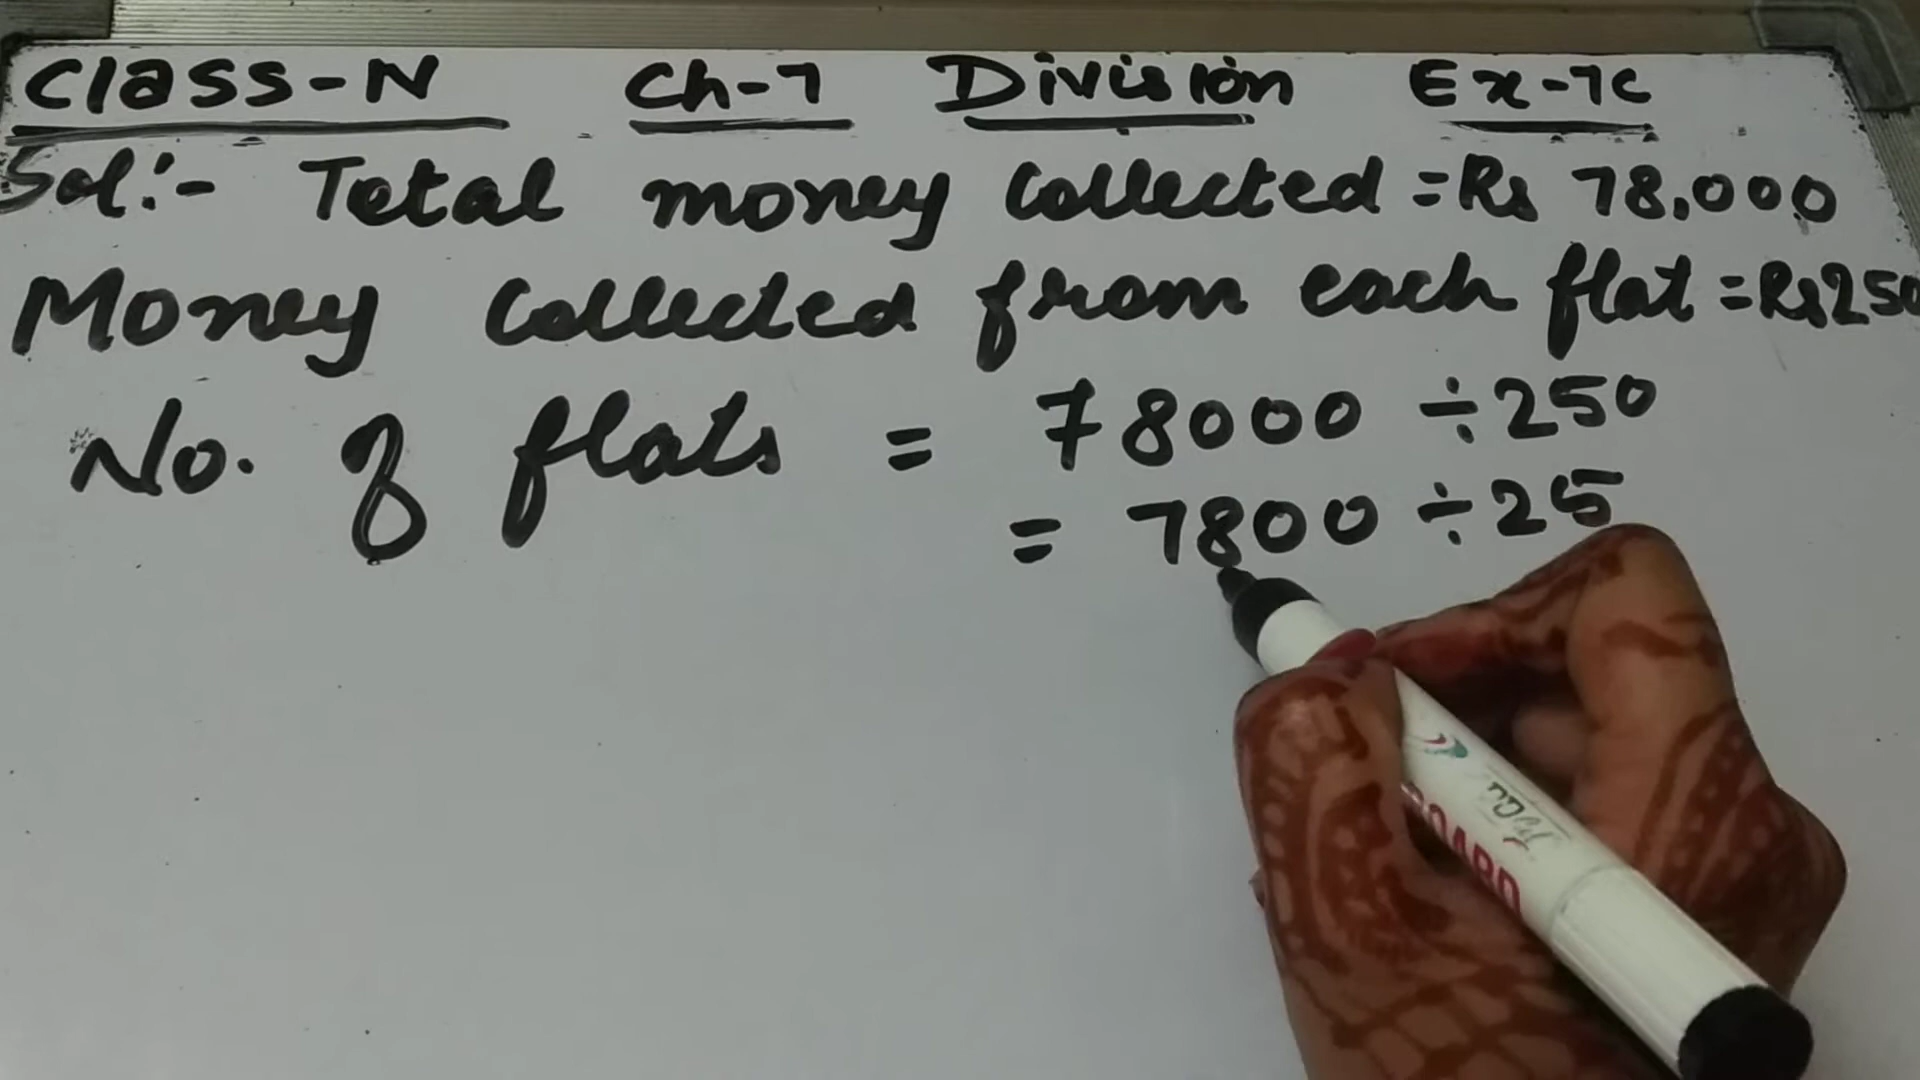 Class-N Ch-7 Division Ex-7C
Sol:- Total money collected = Rs 78,000
Money collected from each flat = Rs 250
No. of flats = 78000 ÷ 250
= 7800 ÷ 25